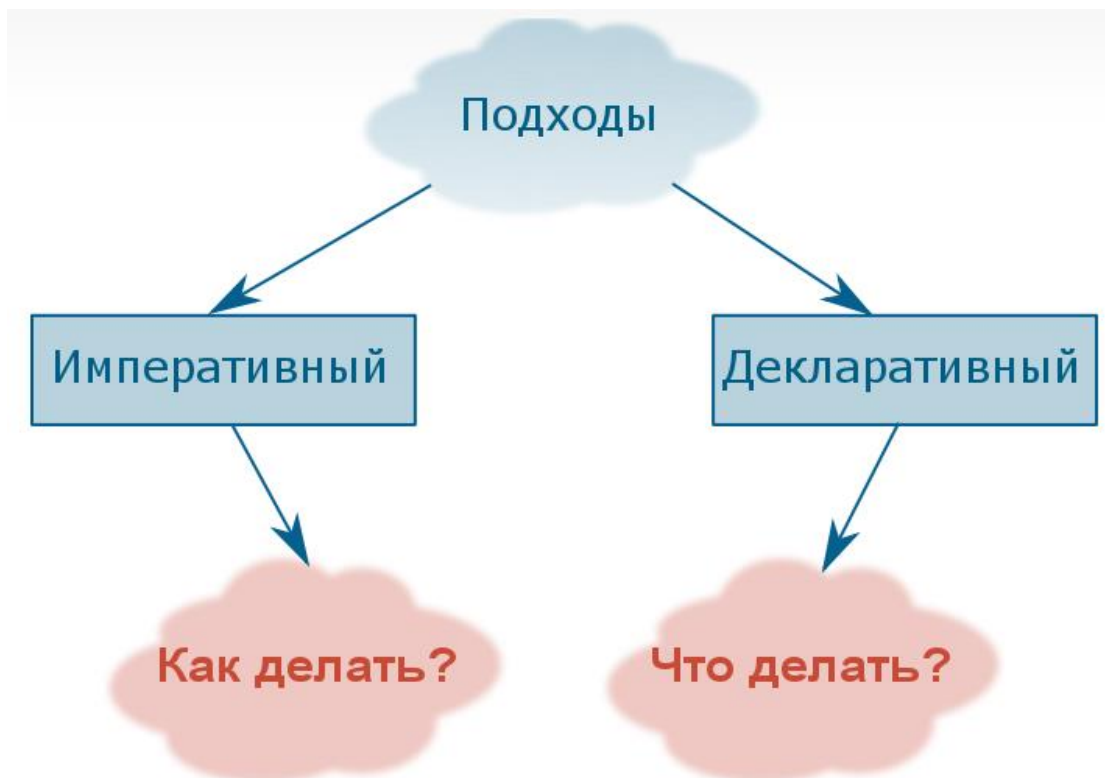 Подходы
Императивный
Декларативный
Как делать?
Что делать?